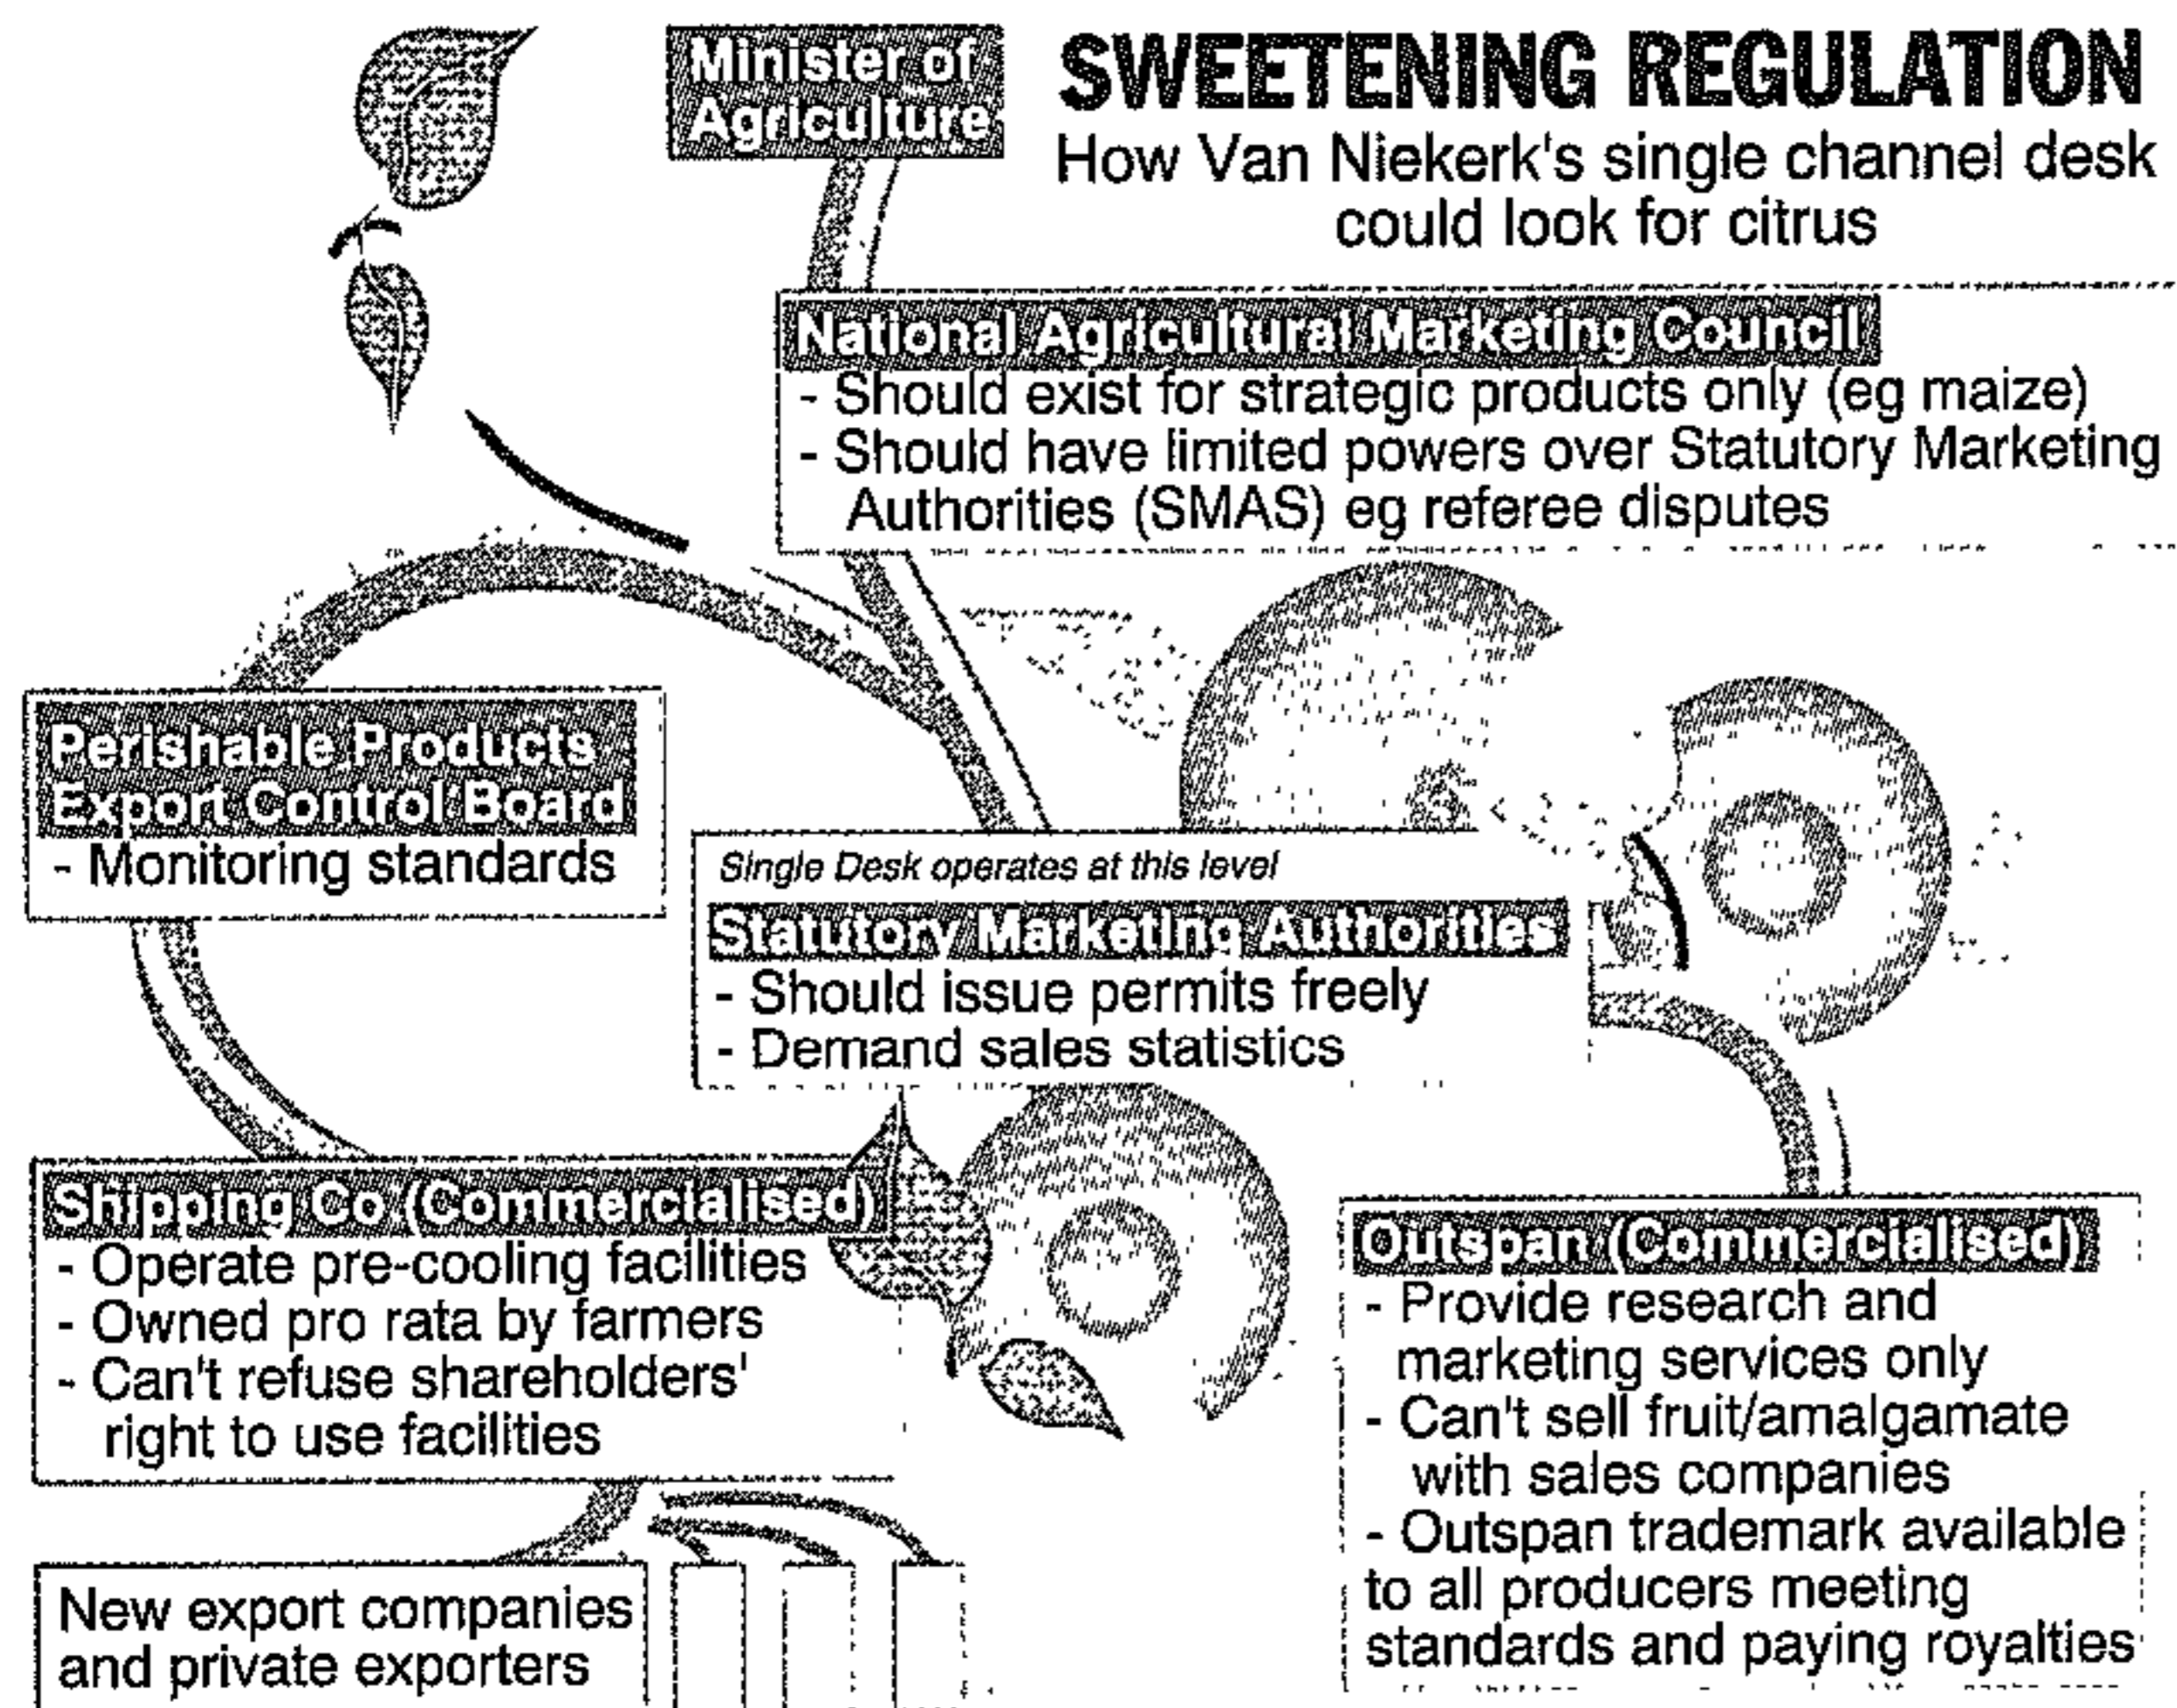 Minister of
Agriculture
SWEETENING REGULATION
How Van Niekerk's single channel desk
could look for citrus
National Agricultural Marketing Council
- Should exist for strategic products only (eg maize)
- Should have limited powers over Statutory Marketing
Authorities (SMAS) eg referee disputes
Perishable Products
Export Control Board
- Monitoring standards
Single Desk operates at this level
Statutory Marketing Authorities
- Should issue permits freely
- Demand sales statistics
Shipping Co (Commercialised)
- Operate pre-cooling facilities
- Owned pro rata by farmers
- Can't refuse shareholders'
right to use facilities
Outspan (Commercialised)
- Provide research and
marketing services only
- Can't sell fruit/amalgamate
with sales companies
- Outspan trademark available
to all producers meeting
standards and paying royalties
New export companies
and private exporters